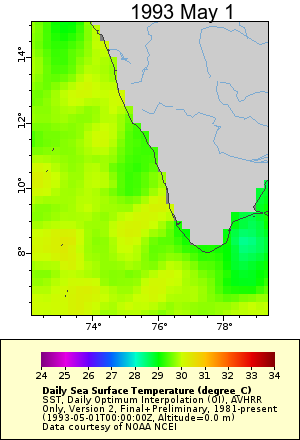 1993 May 1
14°
12°
10°
8°
74° 76° 78°
24 25 26 27 28 29 30 31 32 33 34
Daily Sea Surface Temperature (degree_C)
SST, Daily Optimum Interpolation (OI), AVHRR
Only, Version 2, Final+Preliminary, 1981-present
(1993-05-01T00:00:00Z, Altitude=0.0 m)
Data courtesy of NOAA NCEI